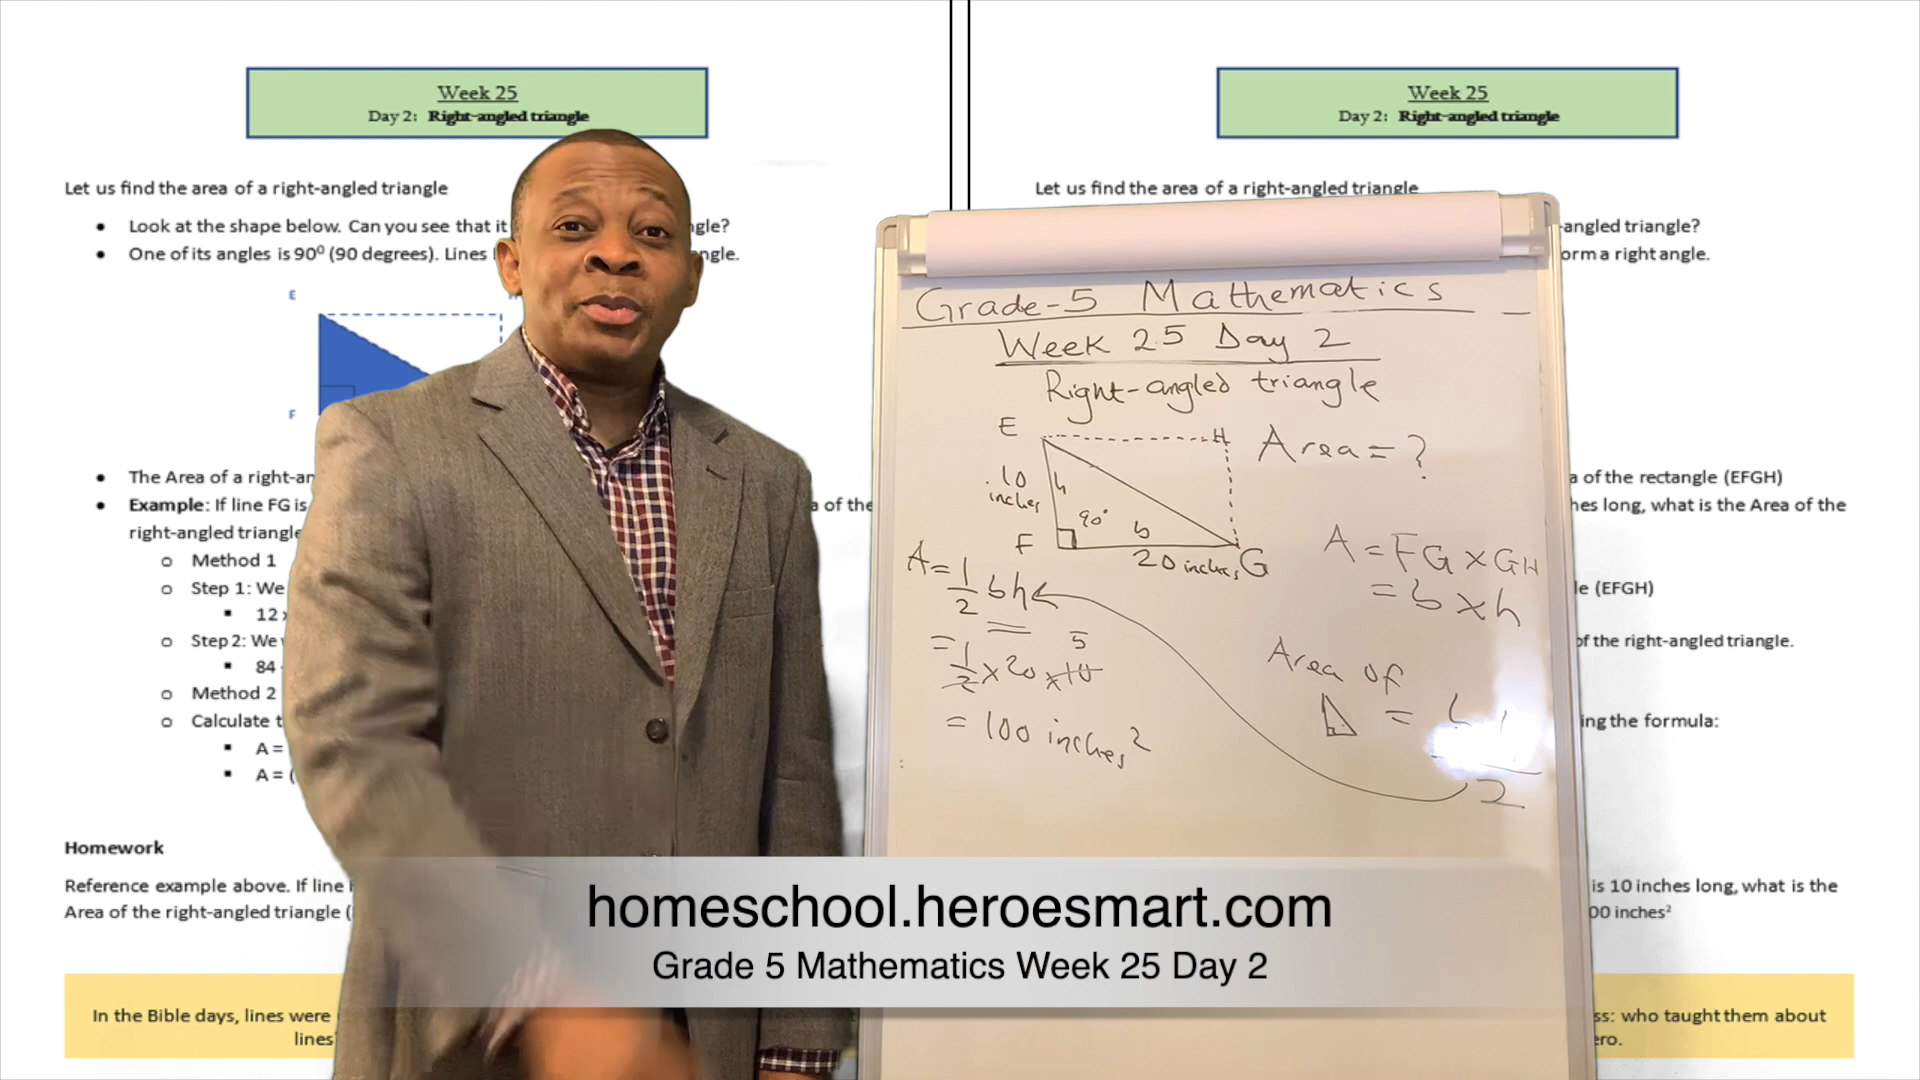 Week 25
Day 2: Right-angled triangle
Let us find the area of a right-angled triangle
Look at the shape below. Can you see that it
ngle?
One of its angles is 90⁰ (90 degrees). Lines
ngle.
E
F
The Area of a right-an
Example: If line FG is
a of the
right-angled triangle
Method 1
Step 1: We
12 x
Step 2: We
84
Method 2
Calculate t
A =
A = (
Homework
Reference example above. If line
Area of the right-angled triangle (
In the Bible days, lines were
lines
Week 25
Day 2: Right-angled triangle
Let us find the area of a right-angled triangle
-angled triangle?
orm a right angle.
a of the rectangle (EFGH)
hes long, what is the Area of the
le (EFGH)
of the right-angled triangle.
ing the formula:
is 10 inches long, what is the
00 inches²
ss: who taught them about
ero.
Grade-5 Mathematics
Week 25 Day 2
Right-angled triangle
E
H
Area = ?
10
inches
h
90°
b
F
20 inches
G
A = 1/2 bh
= 1/2 x 20 x 10
5
= 100 inches²
A = FG x GH
= b x h
Area of
=
2
homeschool.heroesmart.com
Grade 5 Mathematics Week 25 Day 2